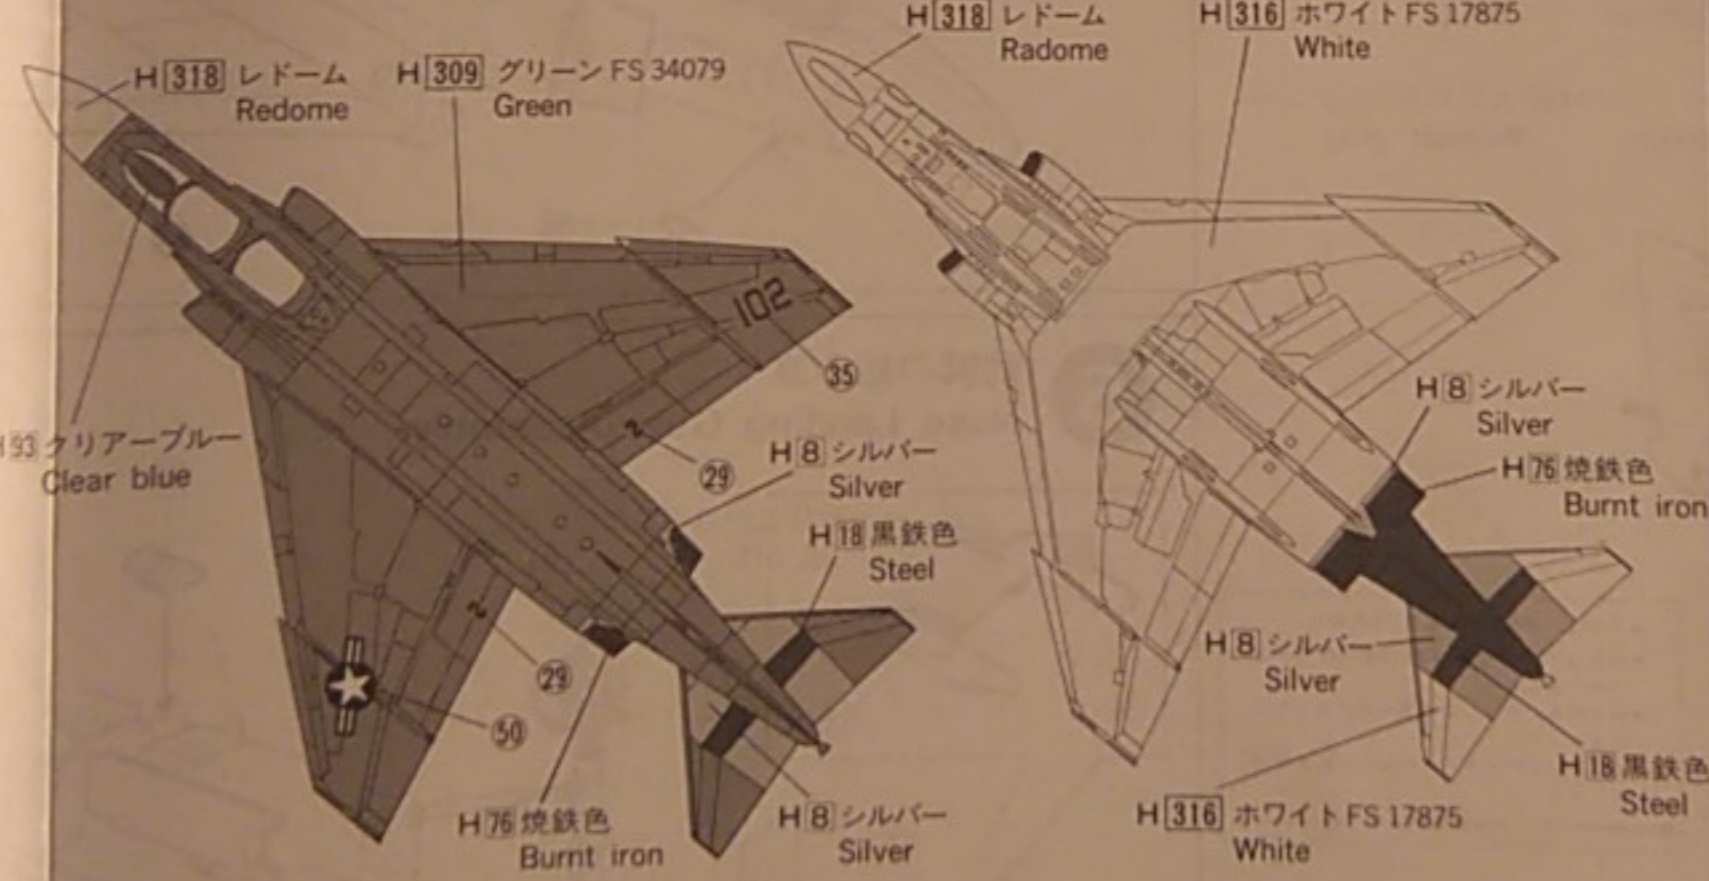 H 318 レドーム
Redome
H 309 グリーン FS 34079
Green
H 318 レドーム
Radome
H 316 ホワイト FS 17875
White
102
35
2
29
H 93 クリアーブルー
Clear blue
H 8 シルバー
Silver
H 18 黒鉄色
Steel
2
29
50
H 76 焼鉄色
Burnt iron
H 8 シルバー
Silver
H 8 シルバー
Silver
H 76 焼鉄色
Burnt iron
H 8 シルバー
Silver
H 18 黒鉄色
Steel
H 316 ホワイト FS 17875
White